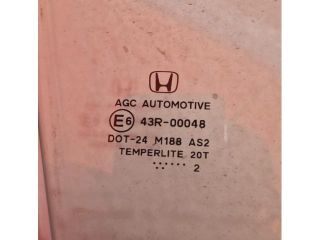 AGC AUTOMOTIVE
E6 43R-00048
DOT-24 M188 AS2
TEMPERLITE 20T
2